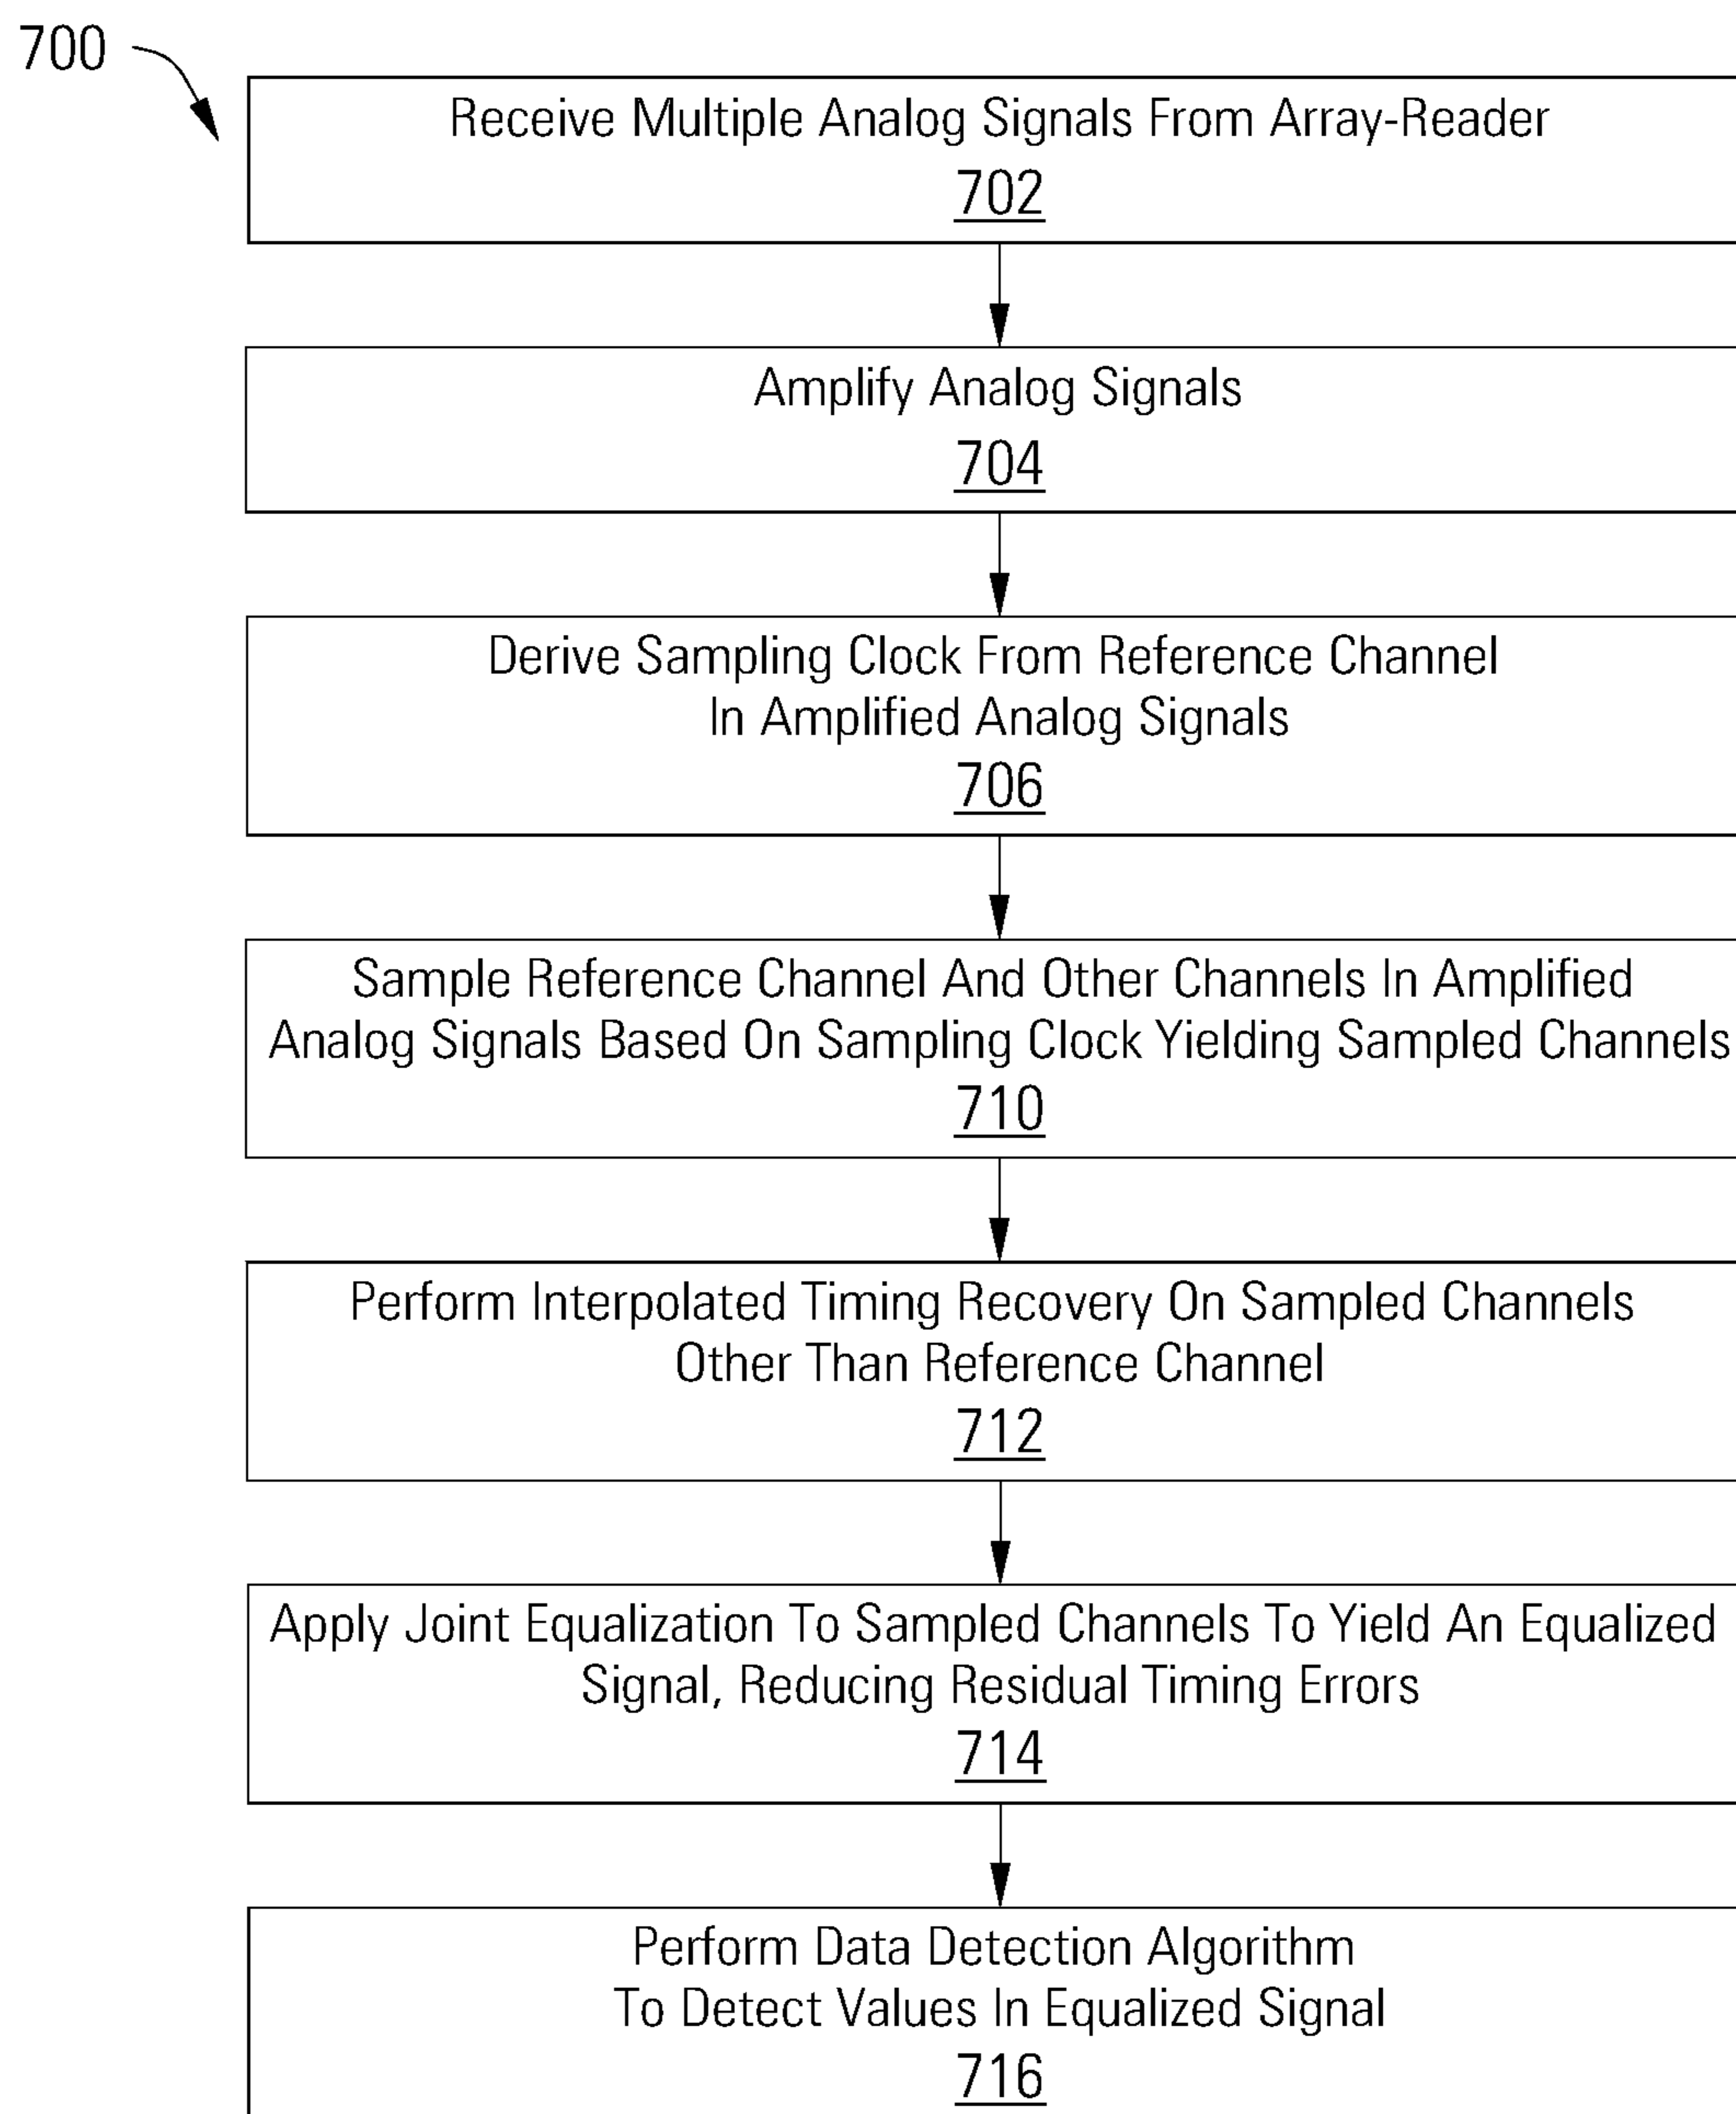 700
Receive Multiple Analog Signals From Array-Reader
702
Amplify Analog Signals
704
Derive Sampling Clock From Reference Channel
In Amplified Analog Signals
706
Sample Reference Channel And Other Channels In Amplified
Analog Signals Based On Sampling Clock Yielding Sampled Channels
710
Perform Interpolated Timing Recovery On Sampled Channels
Other Than Reference Channel
712
Apply Joint Equalization To Sampled Channels To Yield An Equalized
Signal, Reducing Residual Timing Errors
714
Perform Data Detection Algorithm
To Detect Values In Equalized Signal
716